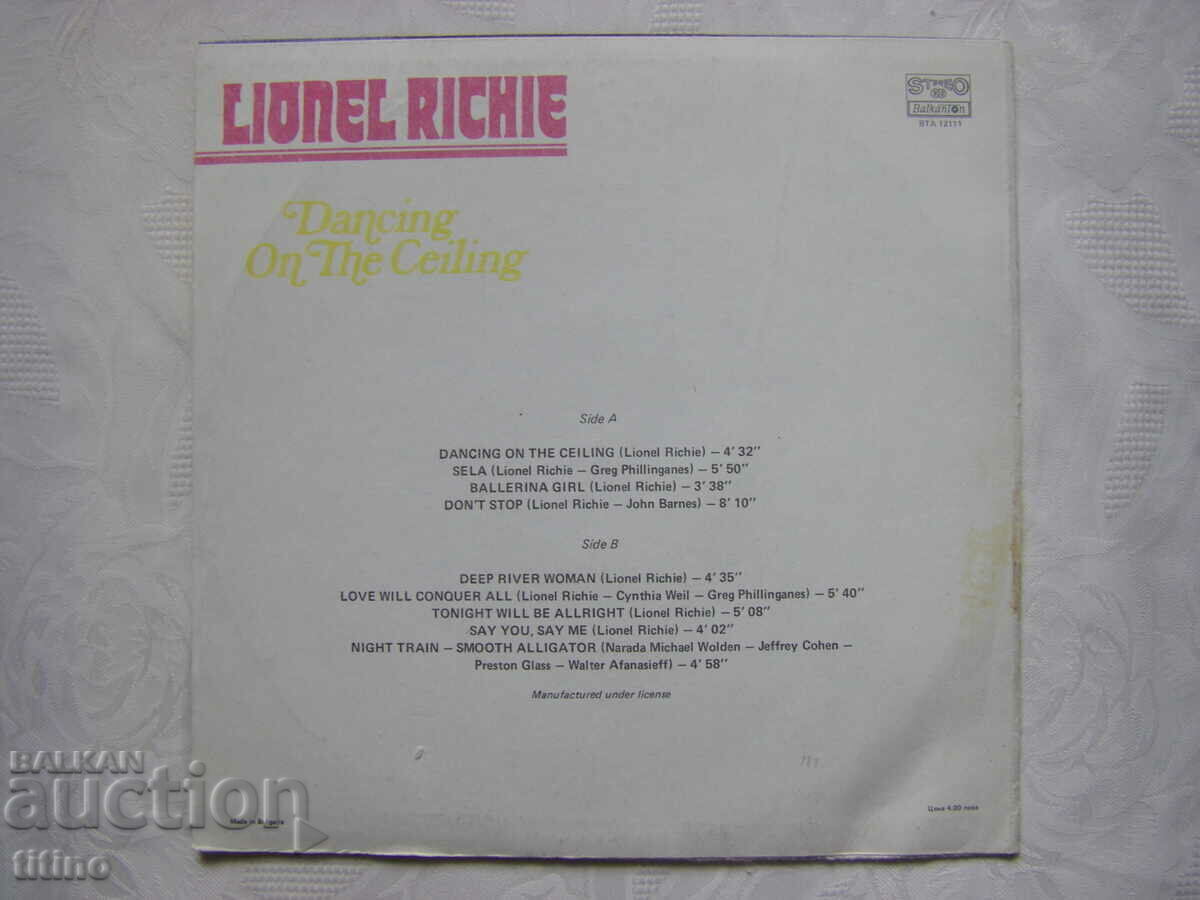 LIONEL RICHIE
STEREO
Balkanton
BTA 12111
Dancing
On The Ceiling
Side A
DANCING ON THE CEILING (Lionel Richie) – 4' 32''
SELA (Lionel Richie – Greg Phillinganes) – 5' 50''
BALLERINA GIRL (Lionel Richie) – 3' 38''
DON'T STOP (Lionel Richie – John Barnes) – 8' 10''
Side B
DEEP RIVER WOMAN (Lionel Richie) – 4' 35''
LOVE WILL CONQUER ALL (Lionel Richie – Cynthia Weil – Greg Phillinganes) – 5' 40''
TONIGHT WILL BE ALLRIGHT (Lionel Richie) – 5' 08''
SAY YOU, SAY ME (Lionel Richie) – 4' 02''
NIGHT TRAIN – SMOOTH ALLIGATOR (Narada Michael Wolden – Jeffrey Cohen –
Preston Glass – Walter Afanasieff) – 4' 58''
Manufactured under license
Цена 4.20 лева
Made in Bulgaria
BALKAN
auction
titino